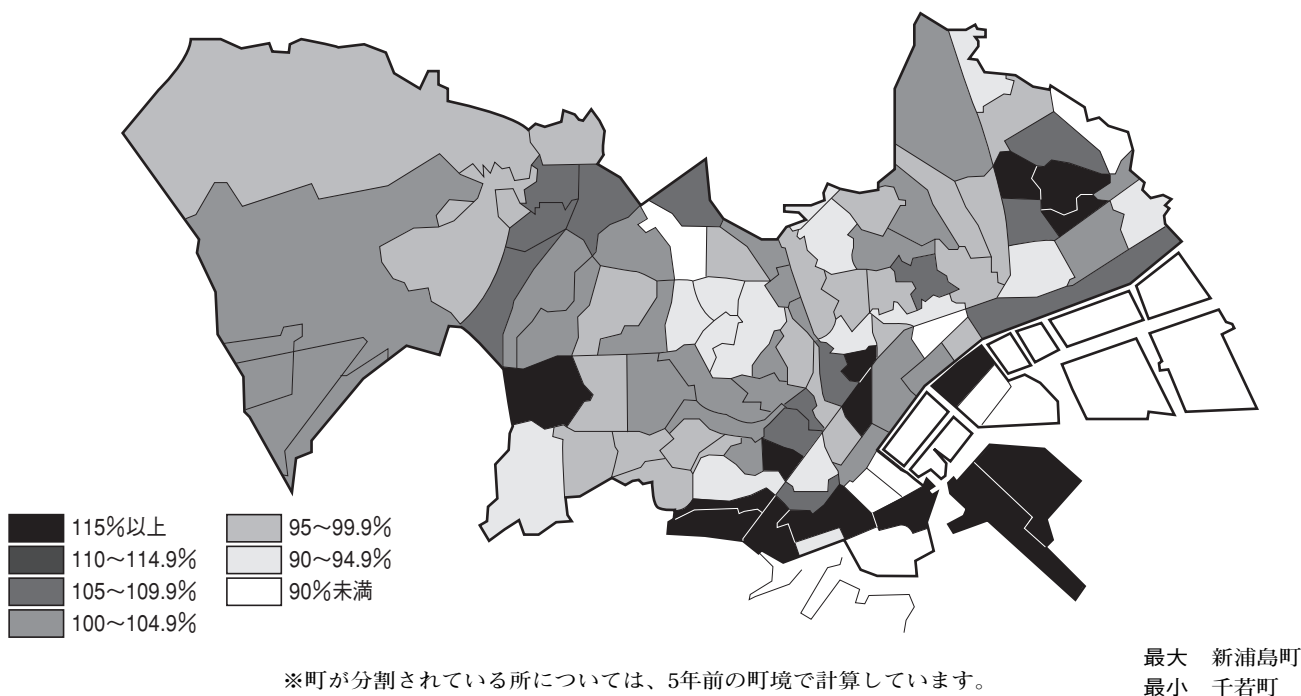 115%以上
110〜114.9%
105〜109.9%
100〜104.9%
95〜99.9%
90〜94.9%
90%未満
※町が分割されている所については、5年前の町境で計算しています。
最大 新浦島町
最小 千若町